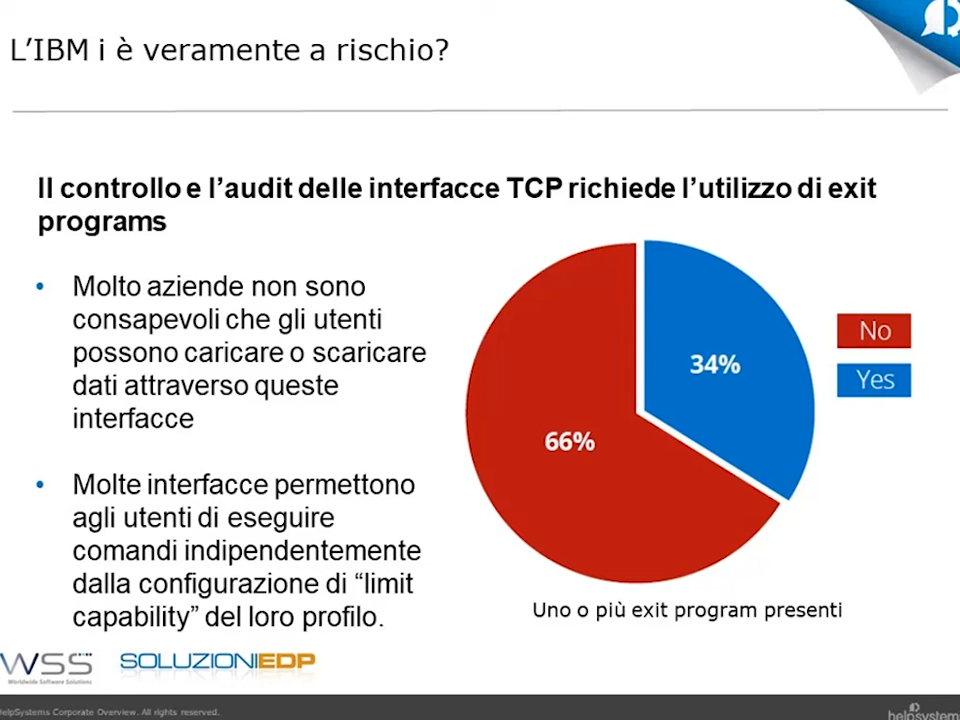 L'IBM i è veramente a rischio?
Il controllo e l'audit delle interfacce TCP richiede l'utilizzo di exit
programs
• Molto aziende non sono
consapevoli che gli utenti
possono caricare o scaricare
dati attraverso queste
interfacce
• Molte interfacce permettono
agli utenti di eseguire
comandi indipendentemente
dalla configurazione di “limit
capability” del loro profilo.
34%
66%
No
Yes
Uno o più exit program presenti
WSS
Worldwide Software Solutions
SOLUZIONIEDP
HelpSystems Corporate Overview. All rights reserved.
helpsystems